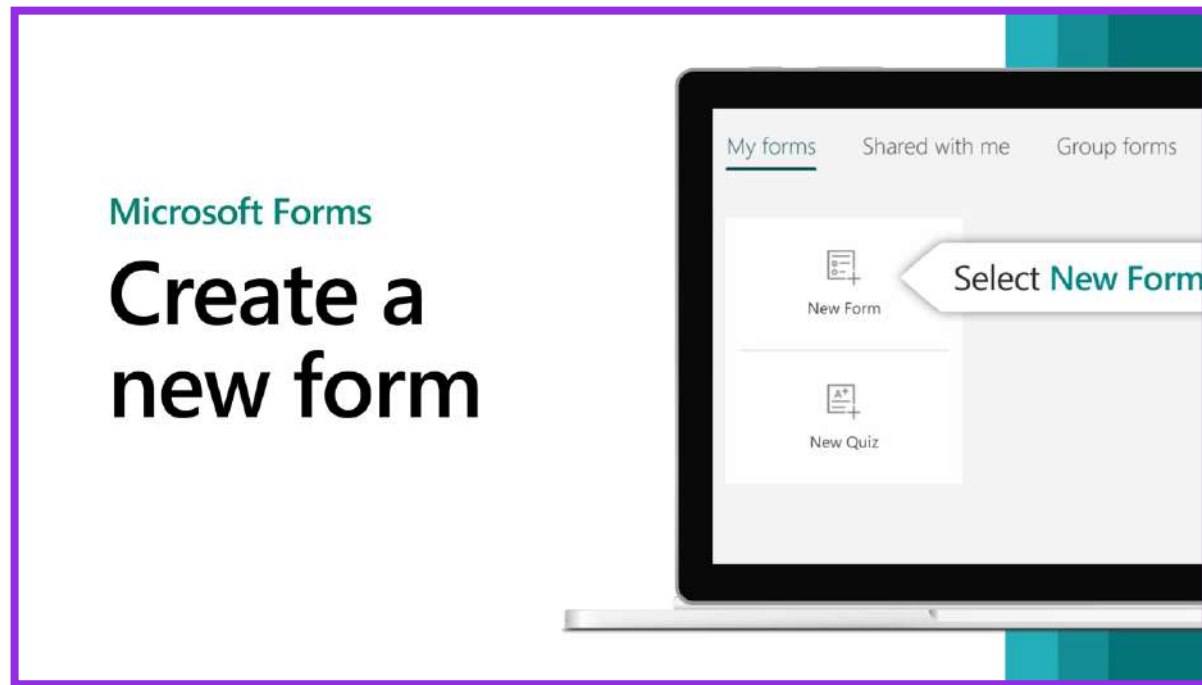 Microsoft Forms
Create a
new form
My forms Shared with me Group forms
New Form
Select New Form
New Quiz